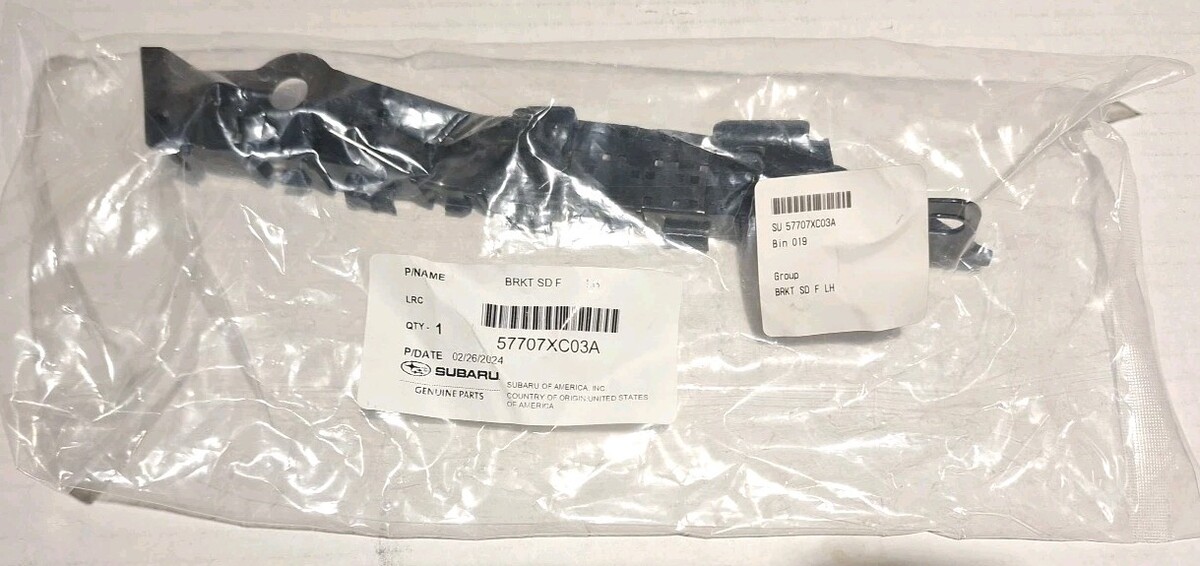 P/NAME BRKT SD F
LRC
QTY - 1
57707XC03A
P/DATE 02/26/2024
SUBARU
GENUINE PARTS
SUBARU OF AMERICA, INC
COUNTRY OF ORIGIN UNITED STATES
OF AMERICA
SU 57707XC03A
Bin 019
Group
BRKT SD F LH